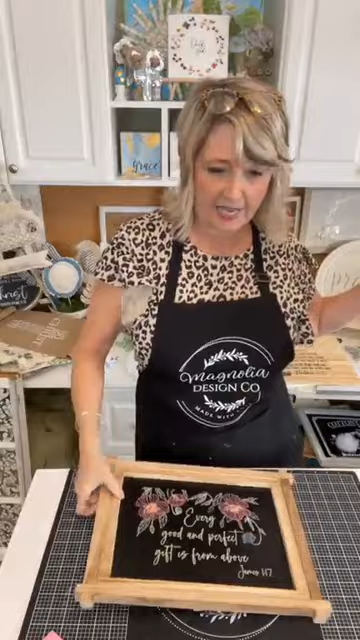 Grace
Magnolia
DESIGN CO
MADE WITH
Every
good and perfect
gift is from above
James 1:17